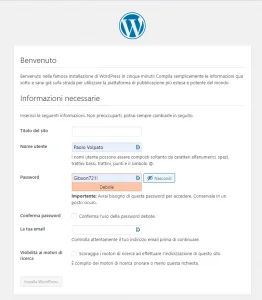 Benvenuto
Benvenuto nella famosa installazione di WordPress in cinque minuti! Compila semplicemente le informazioni qui
sotto e sarai già sulla strada per utilizzare la piattaforma di pubblicazione più estesa e potente del mondo.
Informazioni necessarie
Inserisci le seguenti informazioni. Non preoccuparti, potrai sempre cambiarle in seguito.
Titolo del sito
Nome utente
Paolo Volpato
I nomi utente possono essere composti soltanto da caratteri alfanumerici, spazi,
trattini bassi, trattini, punti e il simbolo @.
Password
Nascondi
Debole
Importante: Avrai bisogno di questa password per accedere. Conservala in un
posto sicuro.
Conferma password
Conferma l'uso della password debole.
La tua email
Controlla attentamente il tuo indirizzo email prima di continuare.
Visibilità ai motori di
ricerca
Scoraggia i motori di ricerca ad effettuare l'indicizzazione di questo sito
È compito dei motori di ricerca onorare o meno questa richiesta.
Installa WordPress